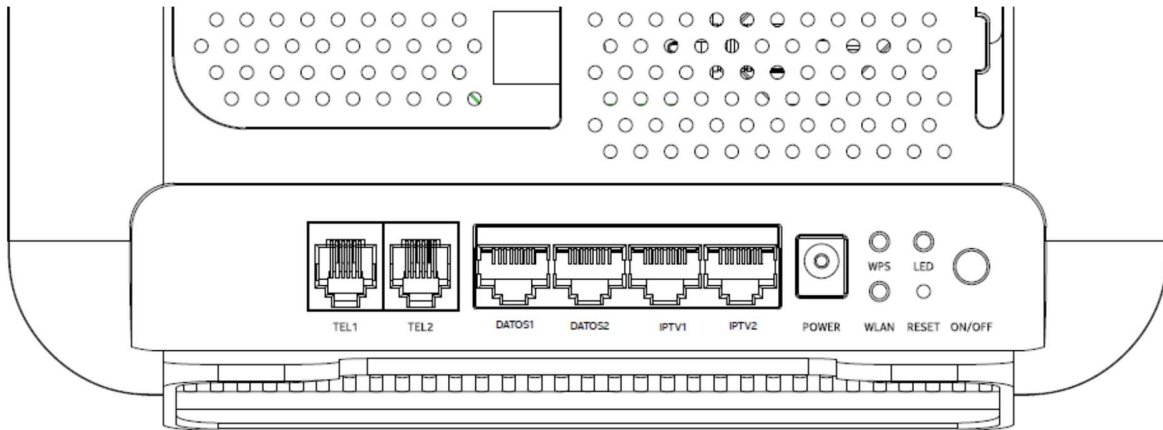 WPS LED
TEL1 TEL2 DATOS1 DATOS2 IPTV1 IPTV2 POWER WLAN RESET ON/OFF